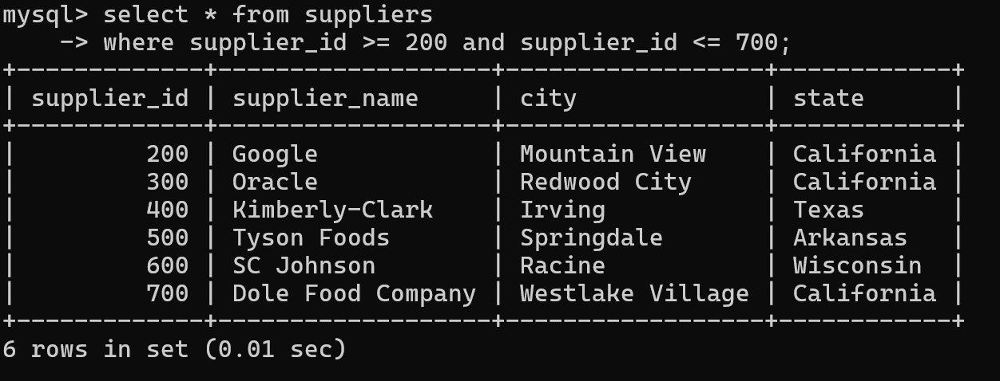 mysql> select * from suppliers
    -> where supplier_id >= 200 and supplier_id <= 700;
+-------------+-------------------+------------------+------------+
| supplier_id | supplier_name     | city             | state      |
+-------------+-------------------+------------------+------------+
|         200 | Google            | Mountain View    | California |
|         300 | Oracle            | Redwood City     | California |
|         400 | Kimberly-Clark    | Irving           | Texas      |
|         500 | Tyson Foods       | Springdale       | Arkansas   |
|         600 | SC Johnson        | Racine           | Wisconsin  |
|         700 | Dole Food Company | Westlake Village | California |
+-------------+-------------------+------------------+------------+
6 rows in set (0.01 sec)